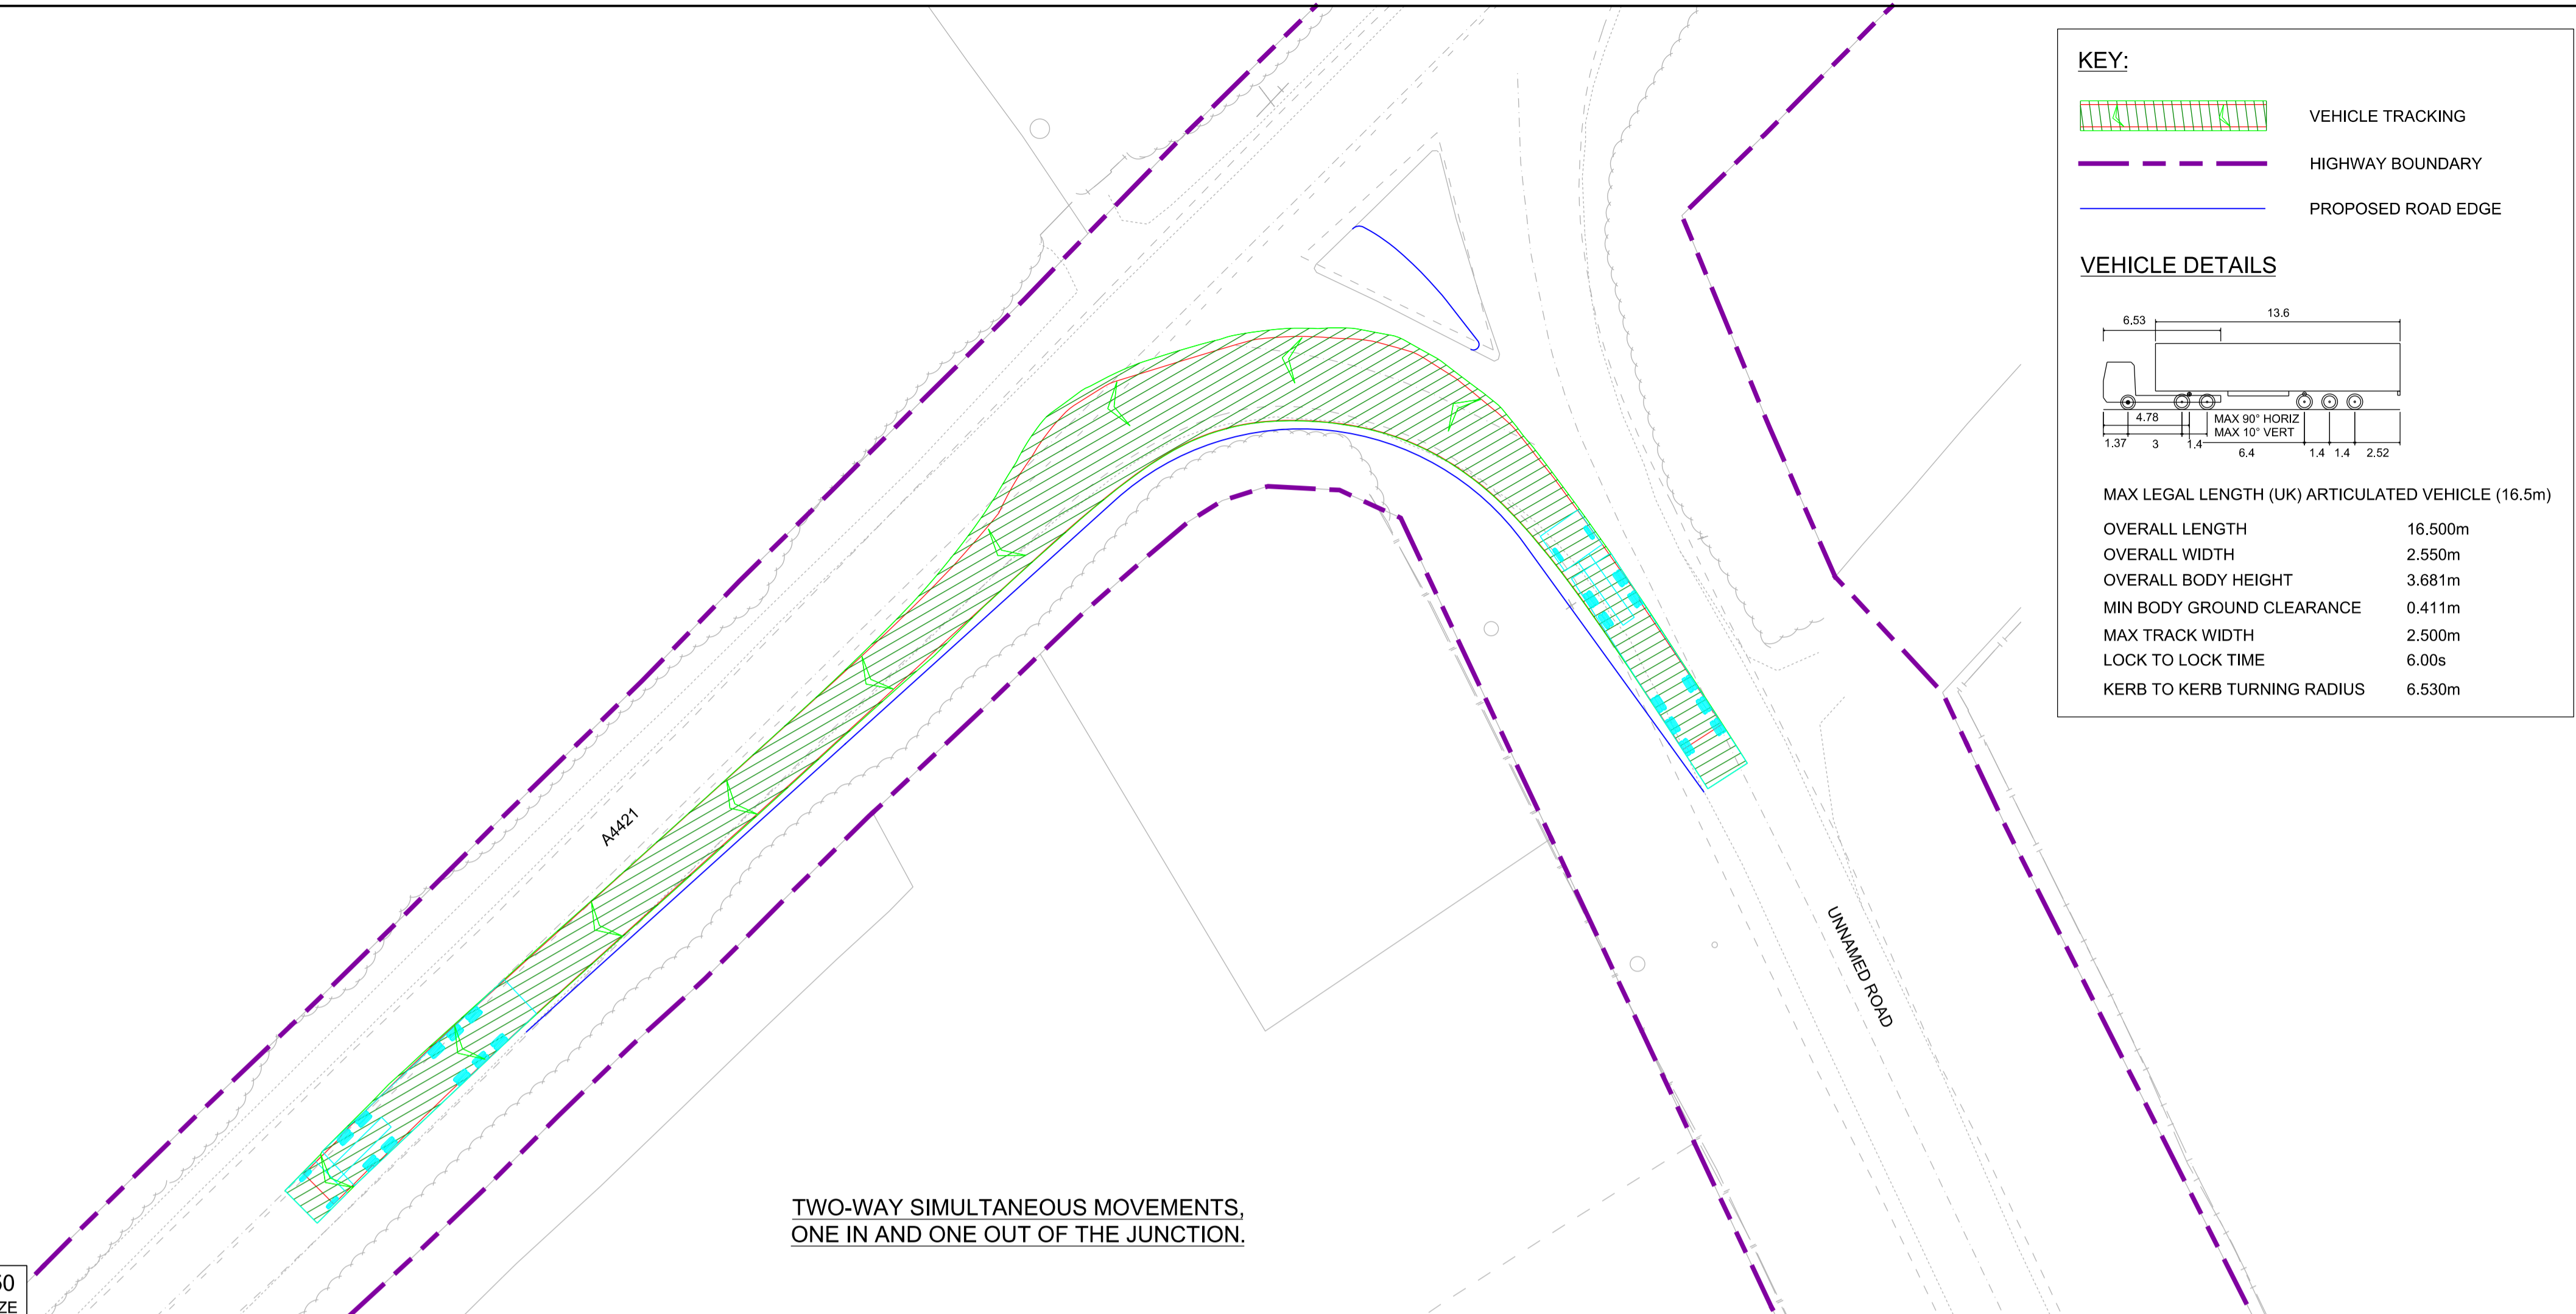 KEY:
VEHICLE TRACKING
HIGHWAY BOUNDARY
PROPOSED ROAD EDGE
VEHICLE DETAILS
6.53
13.6
4.78
MAX 90° HORIZ
MAX 10° VERT
1.37 3 1.4 6.4 1.4 1.4 2.52
MAX LEGAL LENGTH (UK) ARTICULATED VEHICLE (16.5m)
OVERALL LENGTH 16.500m
OVERALL WIDTH 2.550m
OVERALL BODY HEIGHT 3.681m
MIN BODY GROUND CLEARANCE 0.411m
MAX TRACK WIDTH 2.500m
LOCK TO LOCK TIME 6.00s
KERB TO KERB TURNING RADIUS 6.530m
A4421
UNNAMED ROAD
TWO-WAY SIMULTANEOUS MOVEMENTS,
ONE IN AND ONE OUT OF THE JUNCTION.